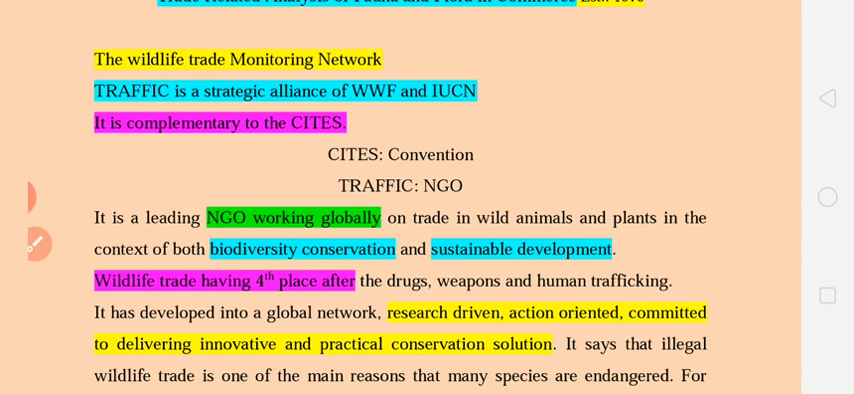 The wildlife trade Monitoring Network
TRAFFIC is a strategic alliance of WWF and IUCN
It is complementary to the CITES.
CITES: Convention
TRAFFIC: NGO
It is a leading NGO working globally on trade in wild animals and plants in the
context of both biodiversity conservation and sustainable development.
Wildlife trade having 4th place after the drugs, weapons and human trafficking.
It has developed into a global network, research driven, action oriented, committed
to delivering innovative and practical conservation solution. It says that illegal
wildlife trade is one of the main reasons that many species are endangered. For